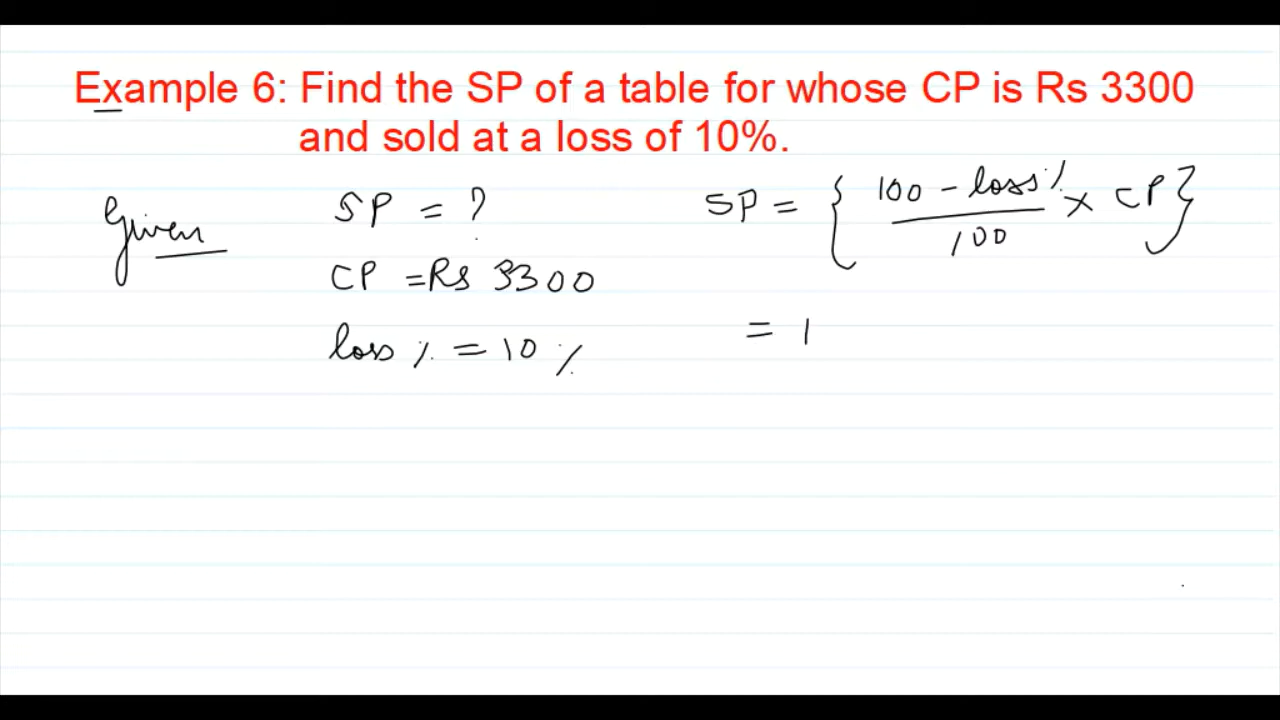 Example 6: Find the SP of a table for whose CP is Rs 3300
and sold at a loss of 10%.
Given SP = ? SP = { 100 - loss % / 100 × CP }
CP = Rs 3300
loss % = 10 % = 1